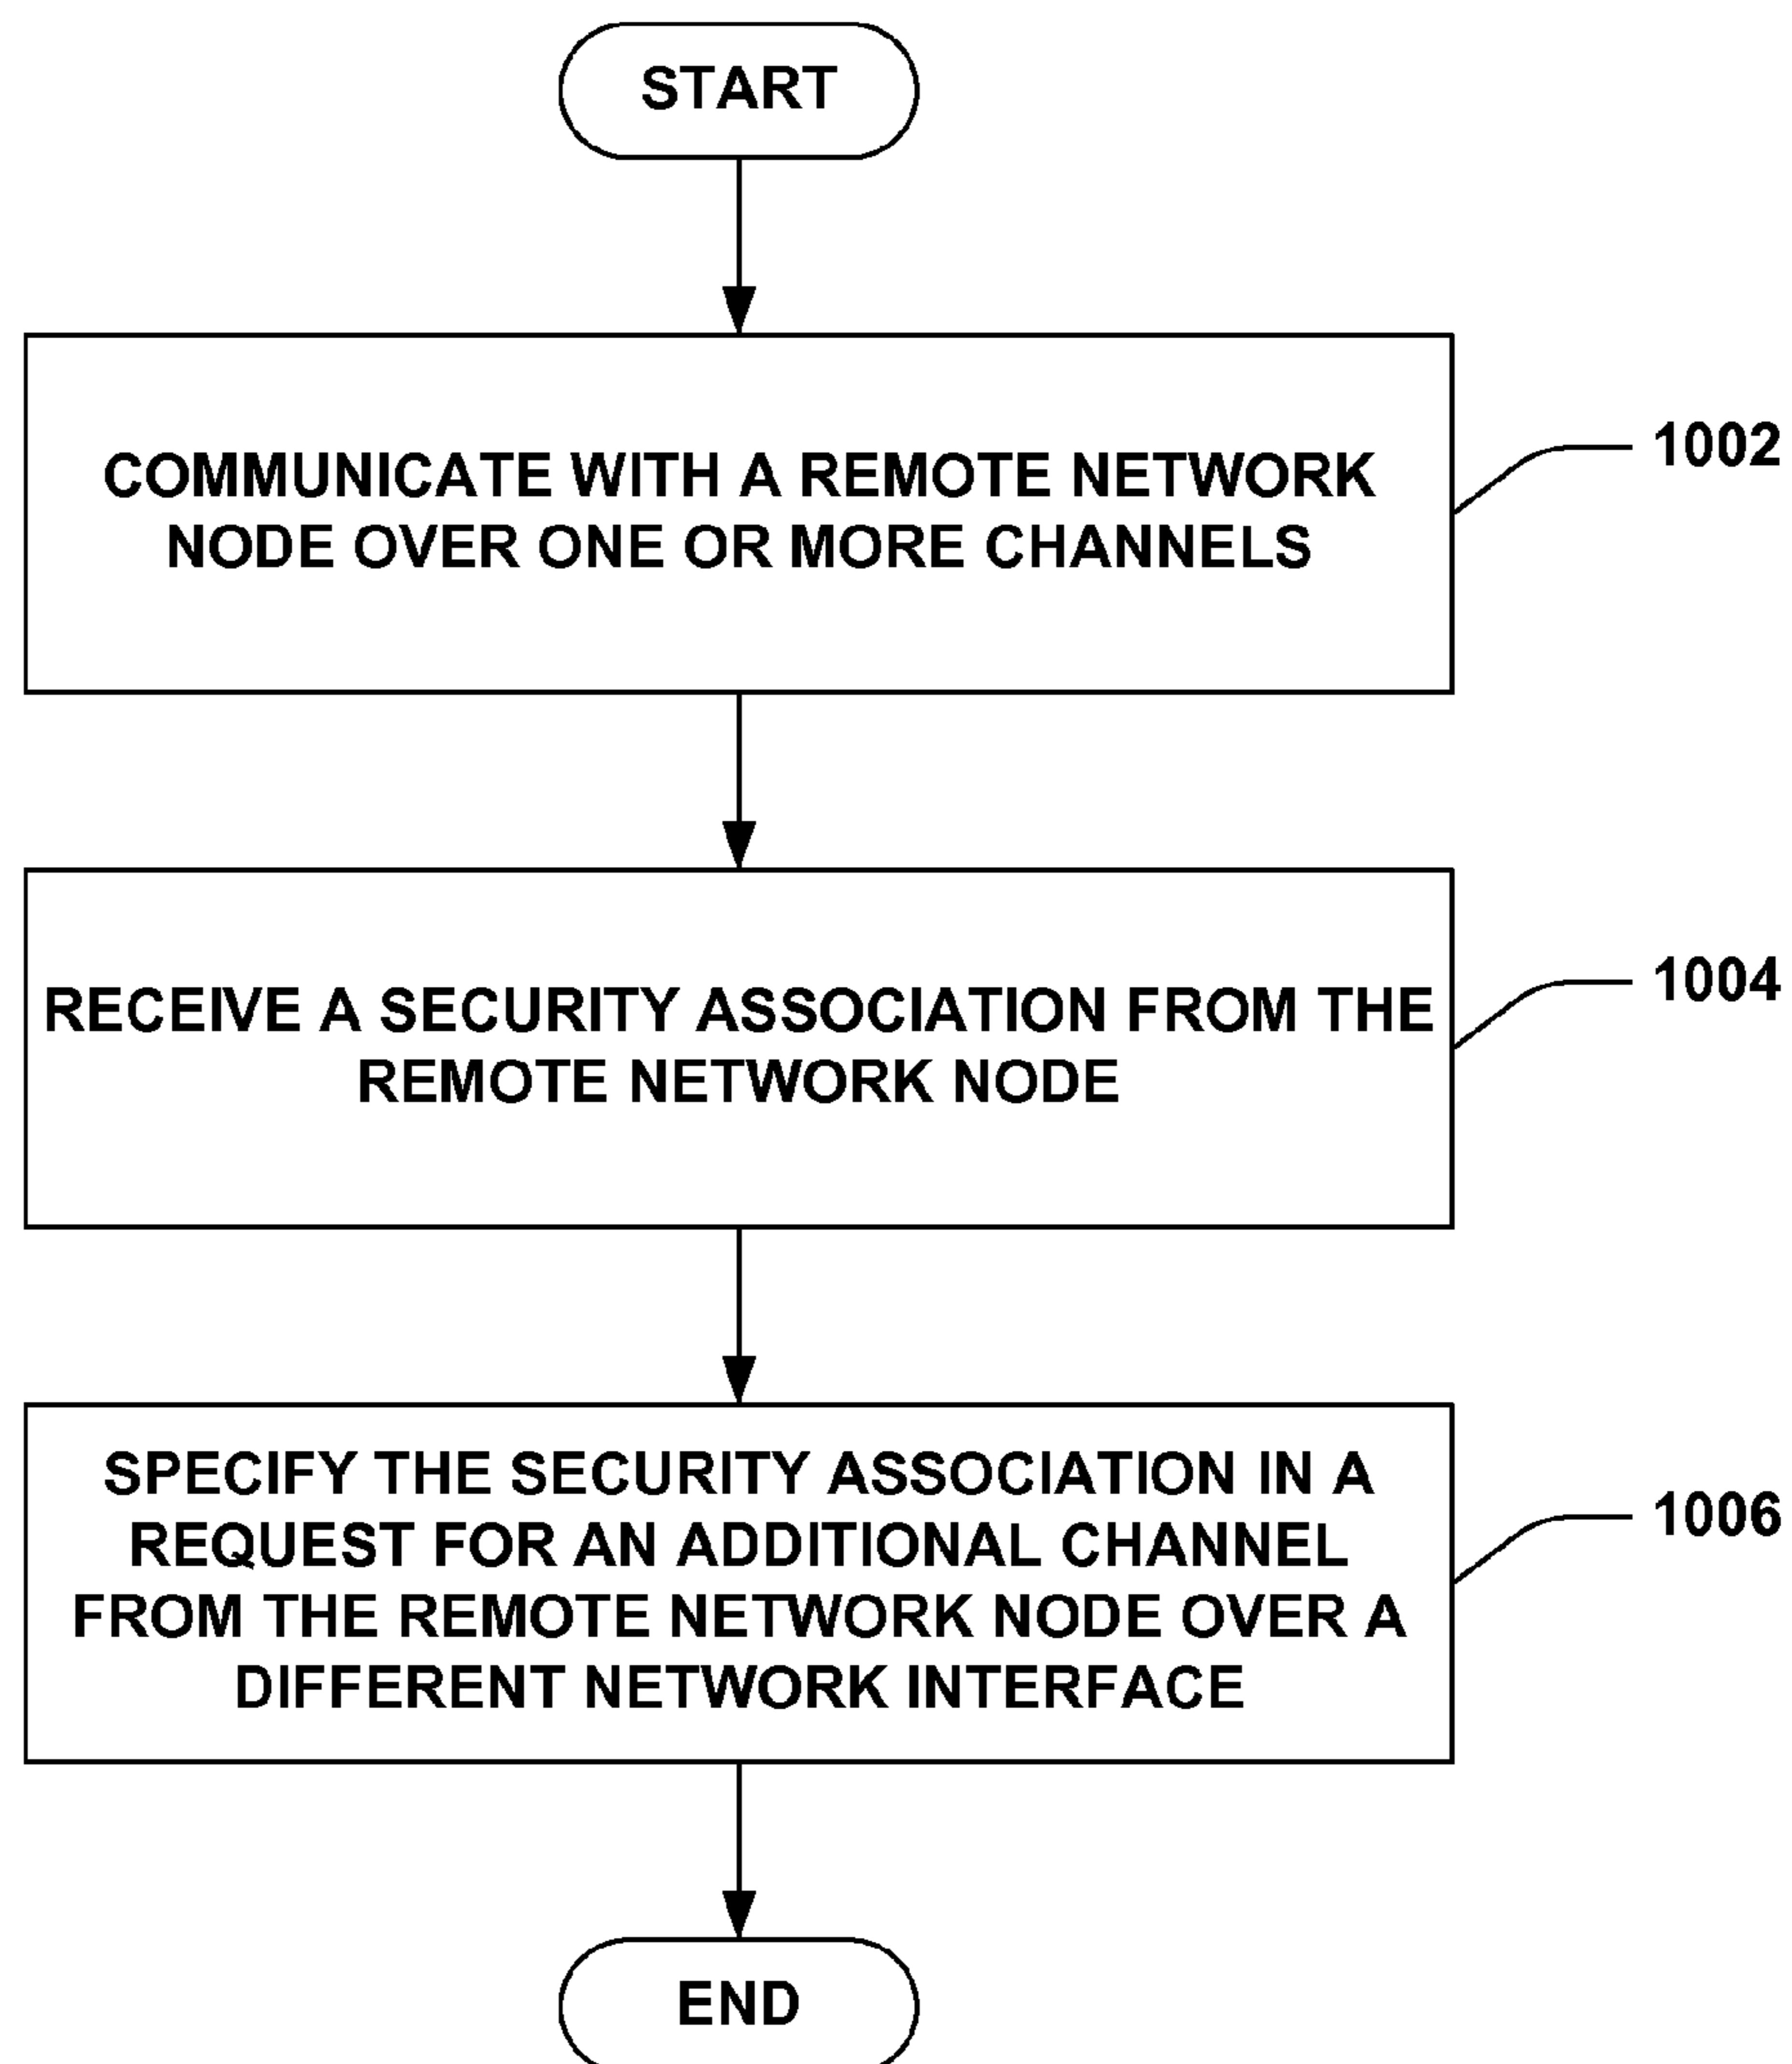 START
COMMUNICATE WITH A REMOTE NETWORK
NODE OVER ONE OR MORE CHANNELS
1002
RECEIVE A SECURITY ASSOCIATION FROM THE
REMOTE NETWORK NODE
1004
SPECIFY THE SECURITY ASSOCIATION IN A
REQUEST FOR AN ADDITIONAL CHANNEL
FROM THE REMOTE NETWORK NODE OVER A
DIFFERENT NETWORK INTERFACE
1006
END